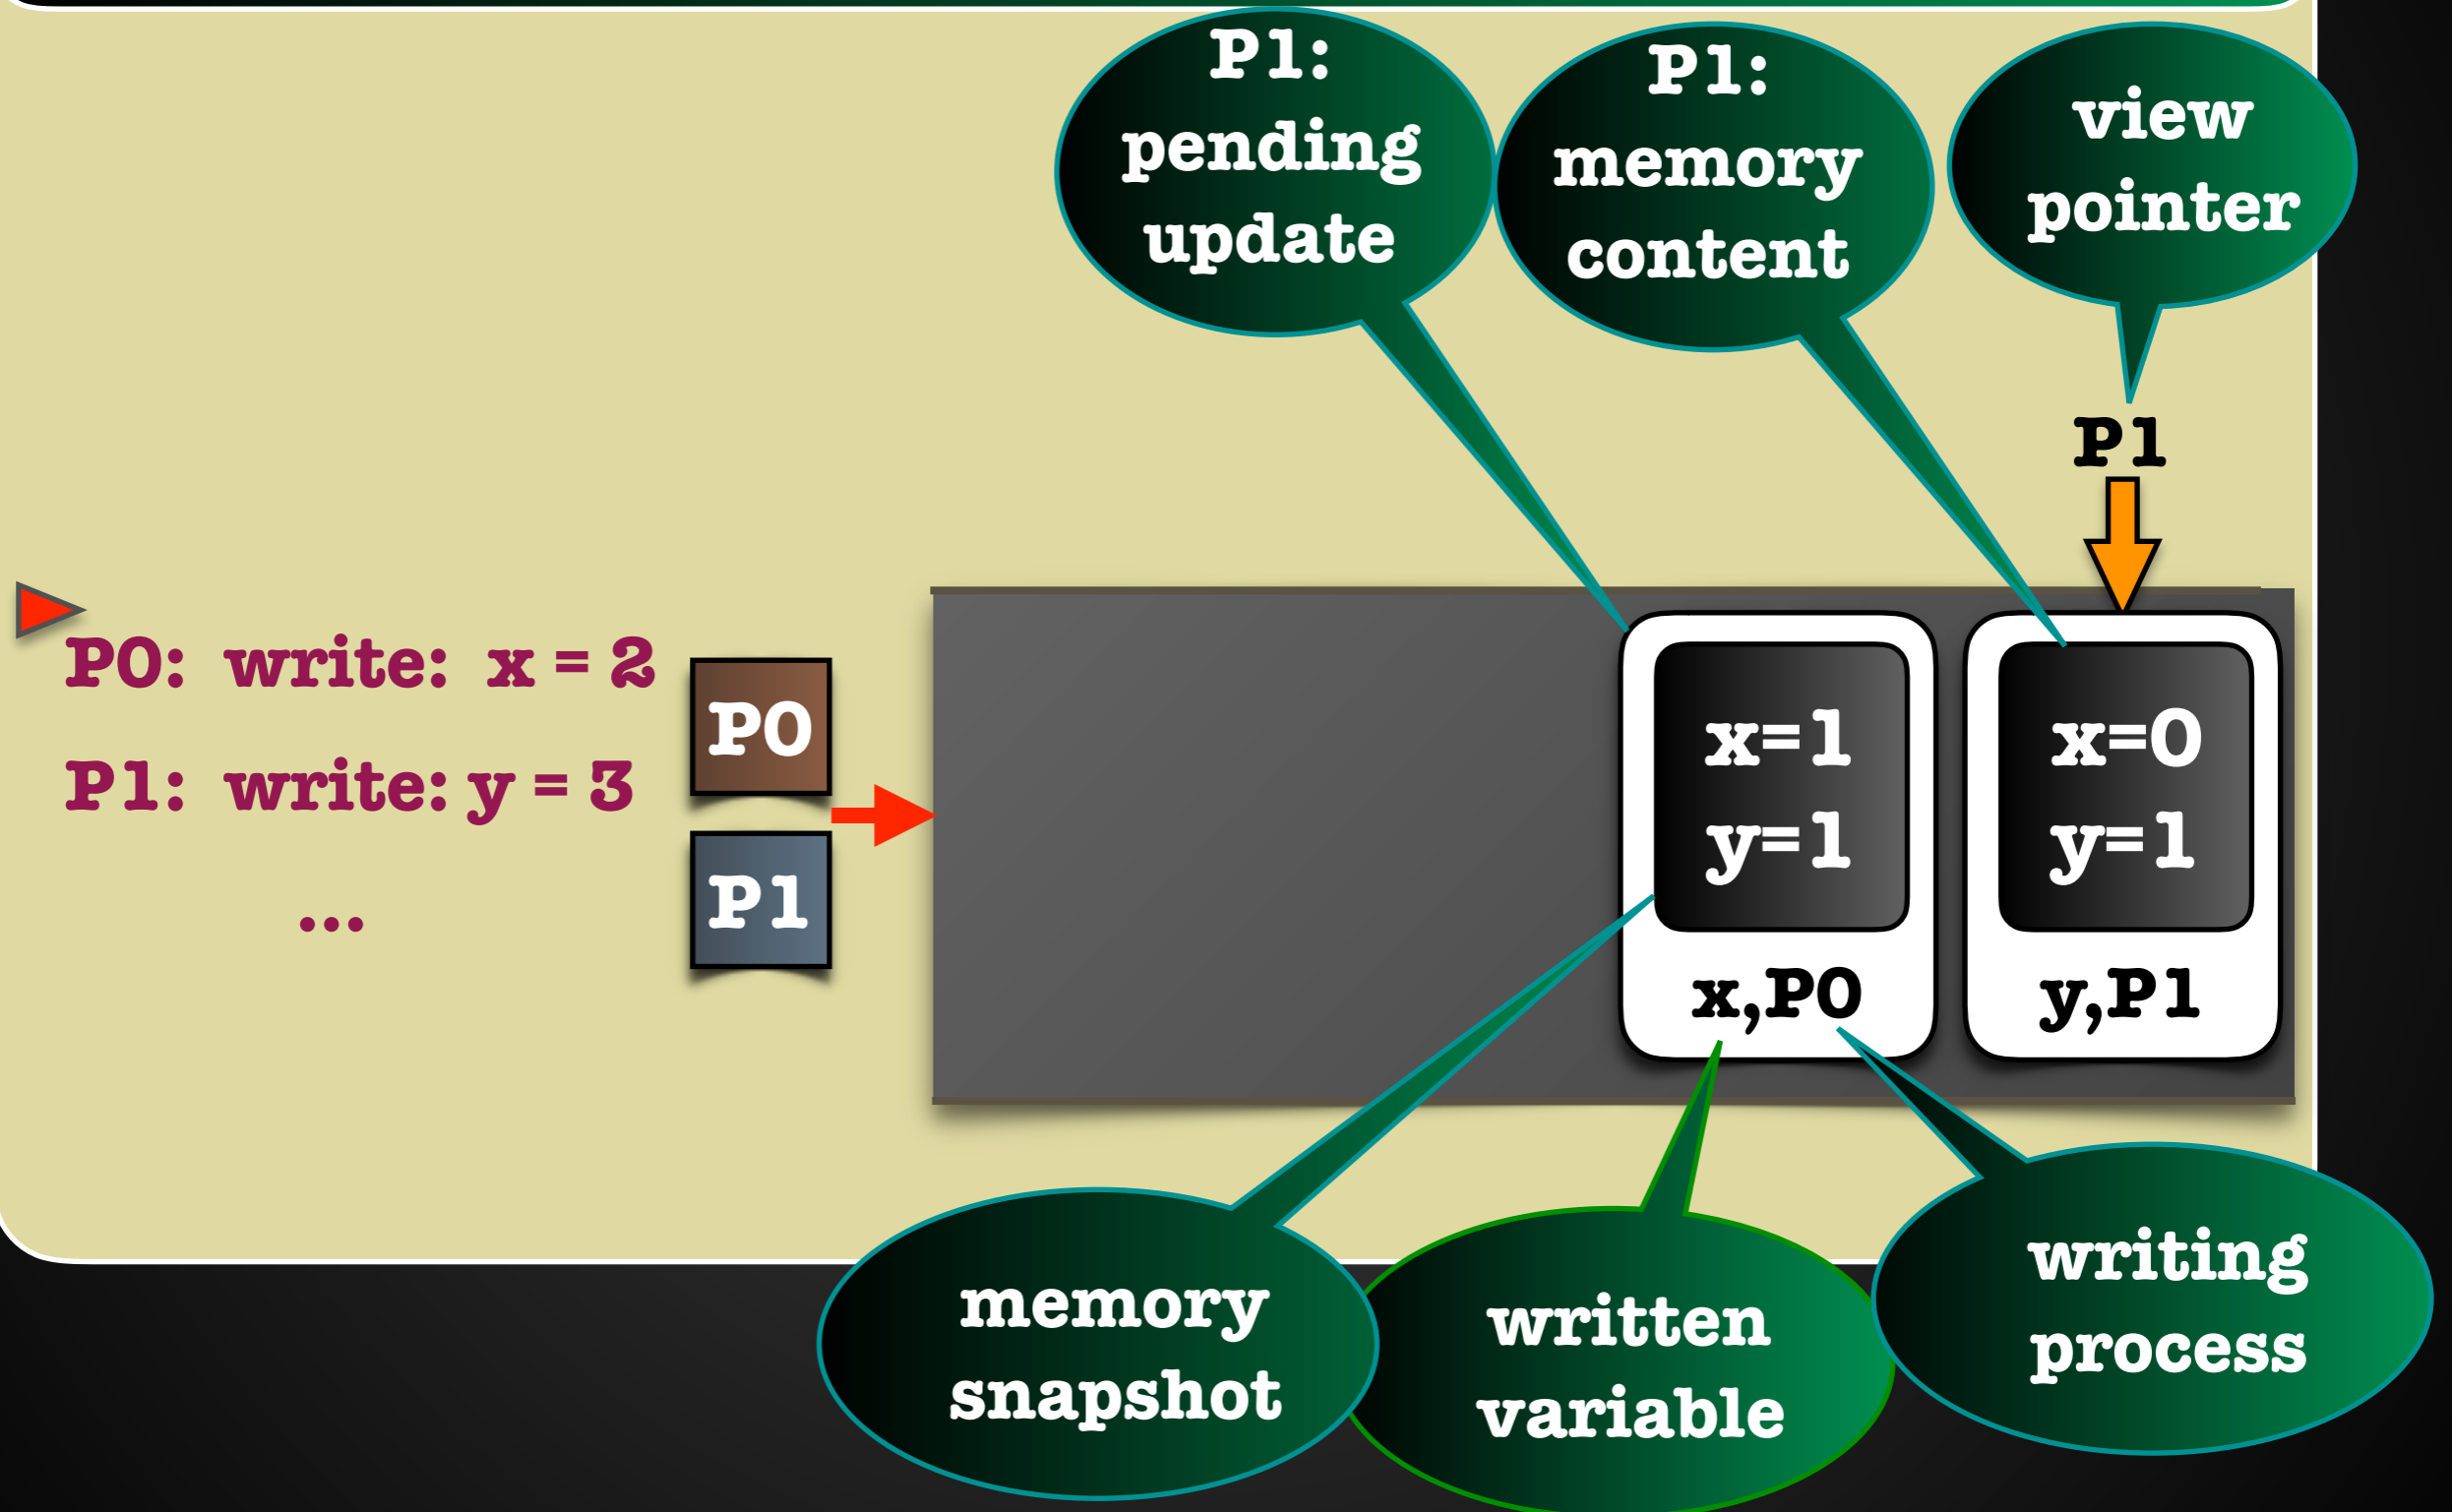 P1:
pending
update
P1:
memory
content
view
pointer
P1
P0: write: x = 2
P1: write: y = 3
...
P0
P1
x=1
y=1
x,P0
x=0
y=1
y,P1
memory
snapshot
written
variable
writing
process